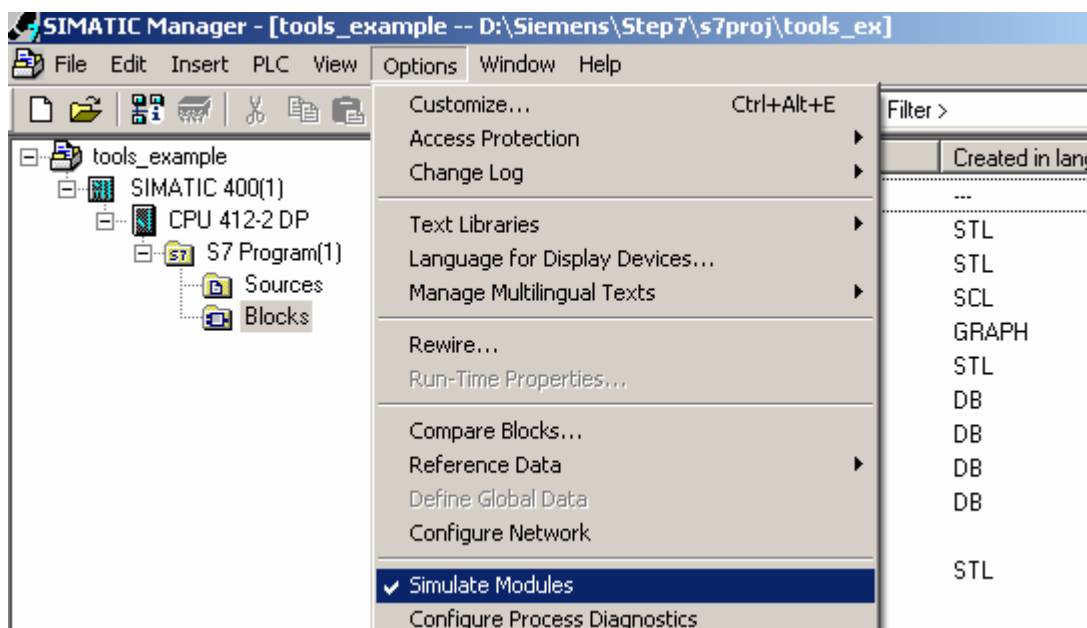 SIMATIC Manager - [tools_example -- D:\Siemens\Step7\s7proj\tools_ex]
File Edit Insert PLC View Options Window Help
Customize... Ctrl+Alt+E
Access Protection
Change Log
Text Libraries
Language for Display Devices...
Manage Multilingual Texts
Rewire...
Run-Time Properties...
Compare Blocks...
Reference Data
Define Global Data
Configure Network
Simulate Modules
Configure Process Diagnostics
tools_example
SIMATIC 400(1)
CPU 412-2 DP
S7 Program(1)
Sources
Blocks
Filter >
Created in lang
---
STL
STL
SCL
GRAPH
STL
DB
DB
DB
DB
STL